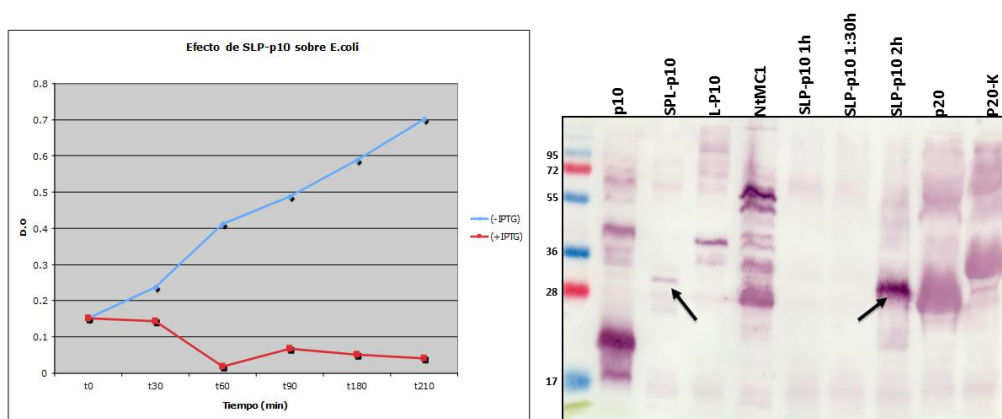 Efecto de SLP-p10 sobre E.coli
0.8
0.7
0.6
0.5
0.4
0.3
0.2
0.1
0
D.O
t0 t30 t60 t90 t180 t210
Tiempo (min)
(-IPTG)
(+IPTG)
p10
SPL-p10
L-P10
NtMC1
SLP-p10 1h
SLP-p10 1:30h
SLP-p10 2h
p20
P20-K
95
72
55
36
28
17